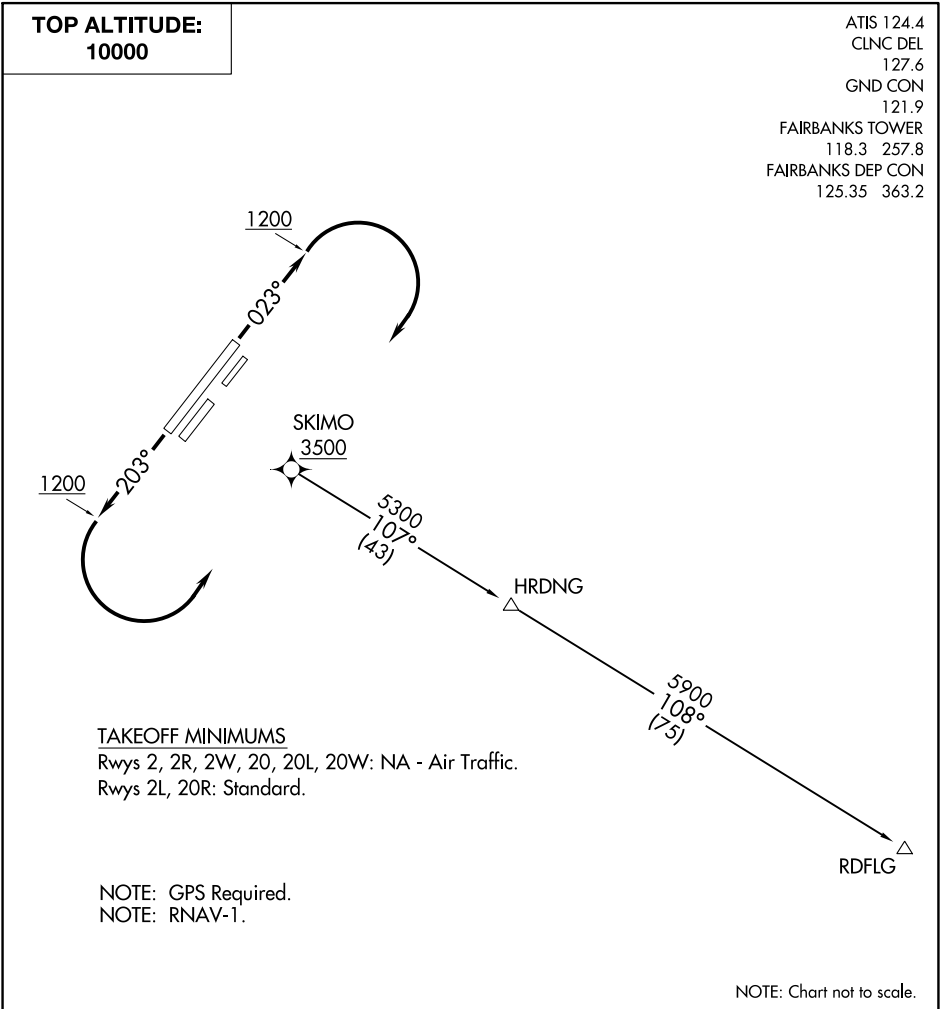 TOP ALTITUDE:
10000
ATIS 124.4
CLNC DEL
127.6
GND CON
121.9
FAIRBANKS TOWER
118.3 257.8
FAIRBANKS DEP CON
125.35 363.2
1200
023°
203°
1200
SKIMO
3500
5300
107°
(43)
HRDNG
5900
108°
(75)
RDFLG
TAKEOFF MINIMUMS
Rwys 2, 2R, 2W, 20, 20L, 20W: NA - Air Traffic.
Rwys 2L, 20R: Standard.
NOTE: GPS Required.
NOTE: RNAV-1.
NOTE: Chart not to scale.